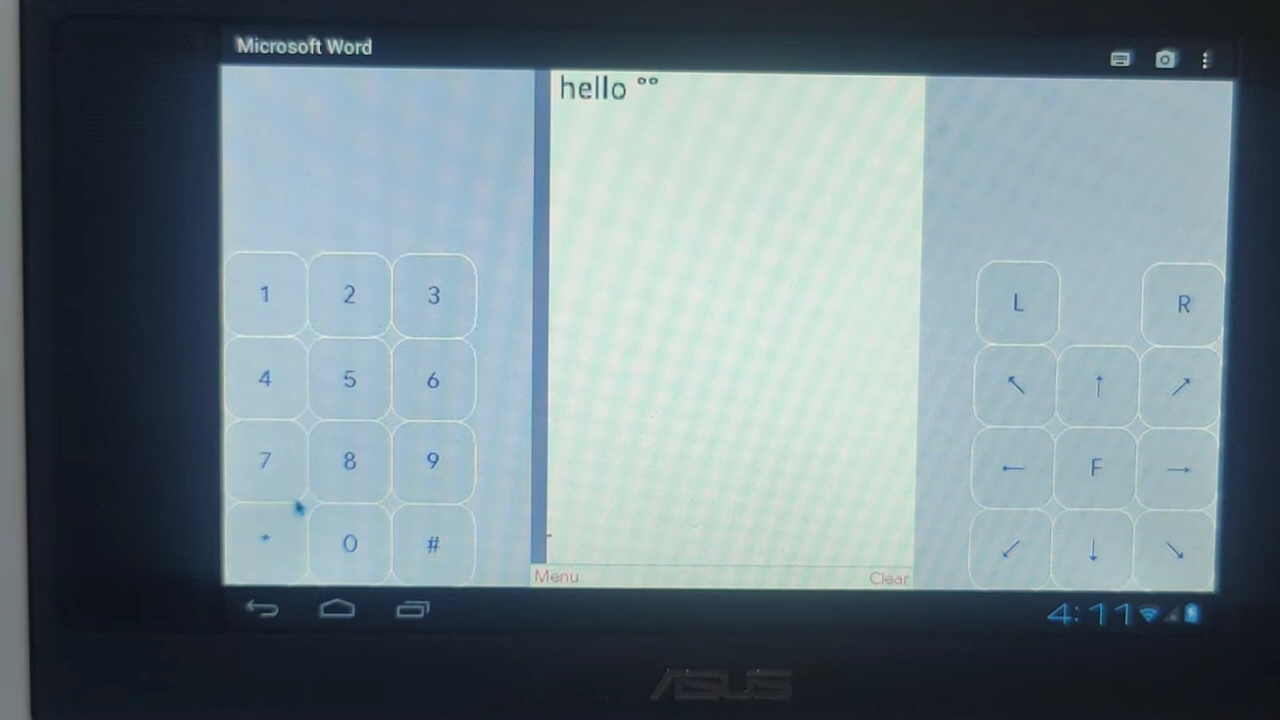 Microsoft Word
hello °°
1 2 3
4 5 6
7 8 9
* 0 #
L R
↖ ↑ ↗
← F →
↙ ↓ ↘
Menu Clear
4:11
ASUS